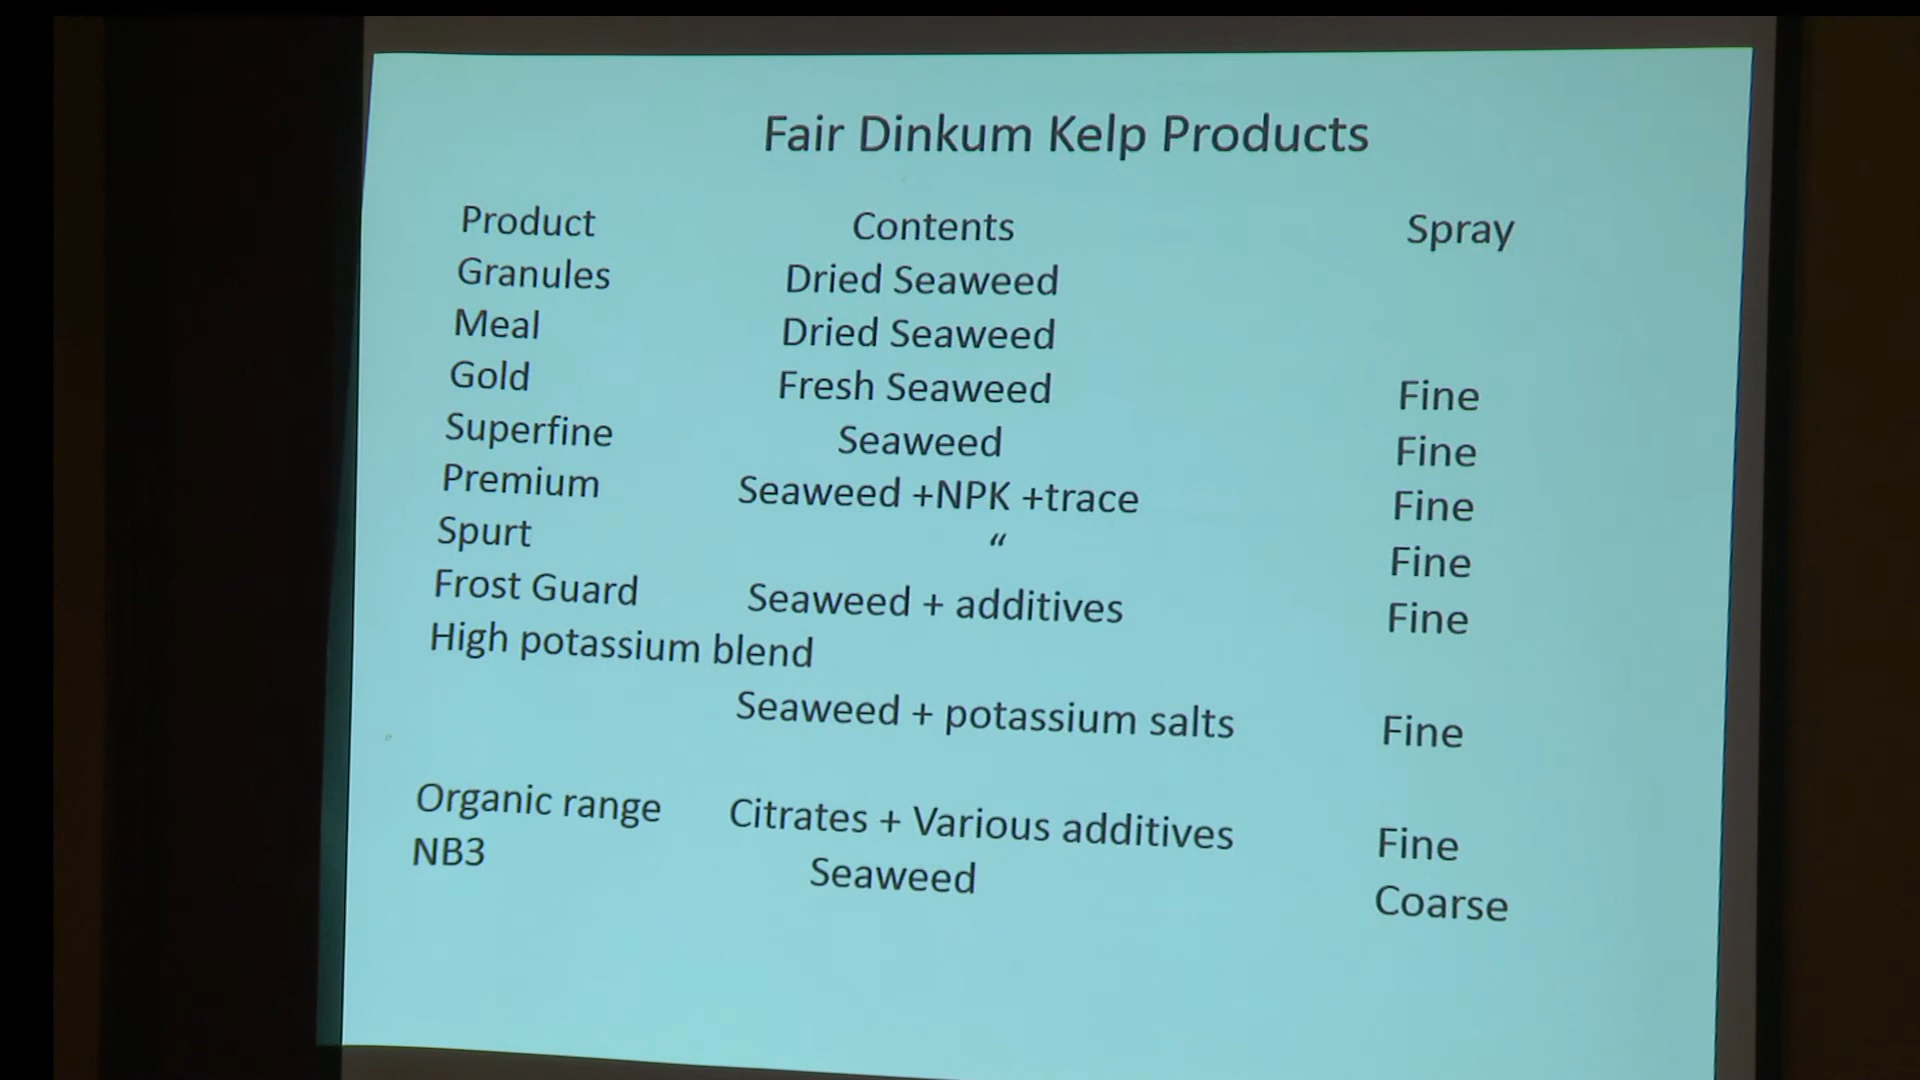 Fair Dinkum Kelp Products
Product Contents Spray
Granules Dried Seaweed
Meal Dried Seaweed
Gold Fresh Seaweed Fine
Superfine Seaweed Fine
Premium Seaweed +NPK +trace Fine
Spurt “ Fine
Frost Guard Seaweed + additives Fine
High potassium blend
Seaweed + potassium salts Fine
Organic range Citrates + Various additives Fine
NB3 Seaweed Coarse